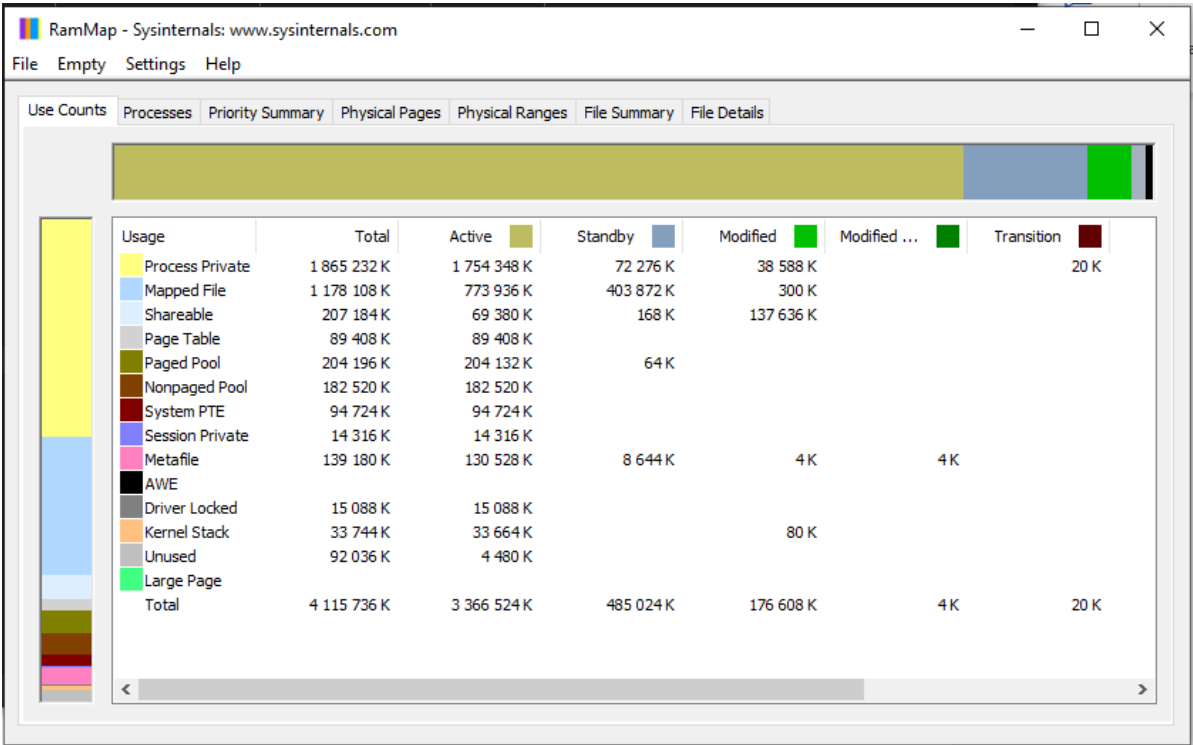 RamMap - Sysinternals: www.sysinternals.com
File Empty Settings Help
Use Counts Processes Priority Summary Physical Pages Physical Ranges File Summary File Details
Usage Total Active Standby Modified Modified ... Transition
Process Private 1 865 232 K 1 754 348 K 72 276 K 38 588 K 20 K
Mapped File 1 178 108 K 773 936 K 403 872 K 300 K
Shareable 207 184 K 69 380 K 168 K 137 636 K
Page Table 89 408 K 89 408 K
Paged Pool 204 196 K 204 132 K 64 K
Nonpaged Pool 182 520 K 182 520 K
System PTE 94 724 K 94 724 K
Session Private 14 316 K 14 316 K
Metafile 139 180 K 130 528 K 8 644 K 4 K 4 K
AWE
Driver Locked 15 088 K 15 088 K
Kernel Stack 33 744 K 33 664 K 80 K
Unused 92 036 K 4 480 K
Large Page
Total 4 115 736 K 3 366 524 K 485 024 K 176 608 K 4 K 20 K